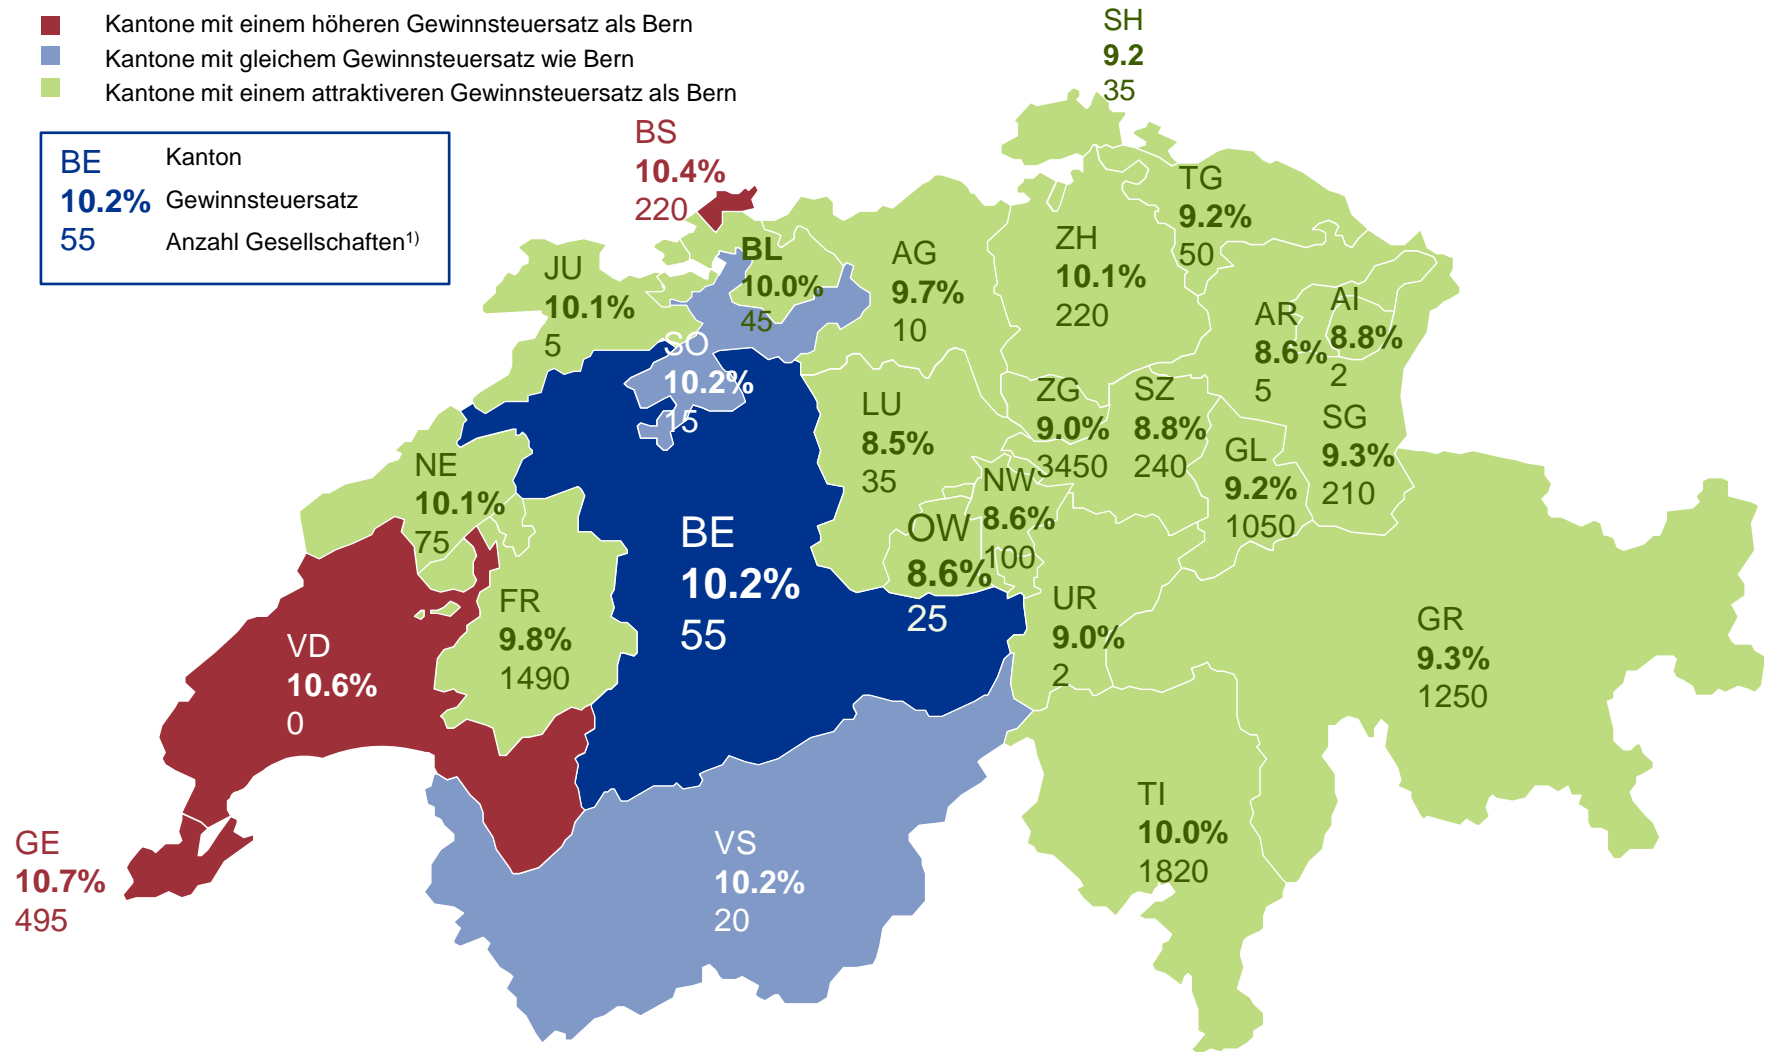 Kantone mit einem höheren Gewinnsteuersatz als Bern
Kantone mit gleichem Gewinnsteuersatz wie Bern
Kantone mit einem attraktiveren Gewinnsteuersatz als Bern
BE Kanton
10.2% Gewinnsteuersatz
55 Anzahl Gesellschaften1)
SH
9.2
35
BS
10.4%
220
TG
9.2%
50
ZH
10.1%
220
BL
10.0%
45
AG
9.7%
10
JU
10.1%
5
AI
8.8%
2
AR
8.6%
5
SO
10.2%
15
ZG
9.0%
3450
SZ
8.8%
240
LU
8.5%
35
SG
9.3%
210
GL
9.2%
1050
NE
10.1%
75
NW
8.6%
100
OW
8.6%
25
BE
10.2%
55
FR
9.8%
1490
UR
9.0%
2
GR
9.3%
1250
VD
10.6%
0
TI
10.0%
1820
VS
10.2%
20
GE
10.7%
495